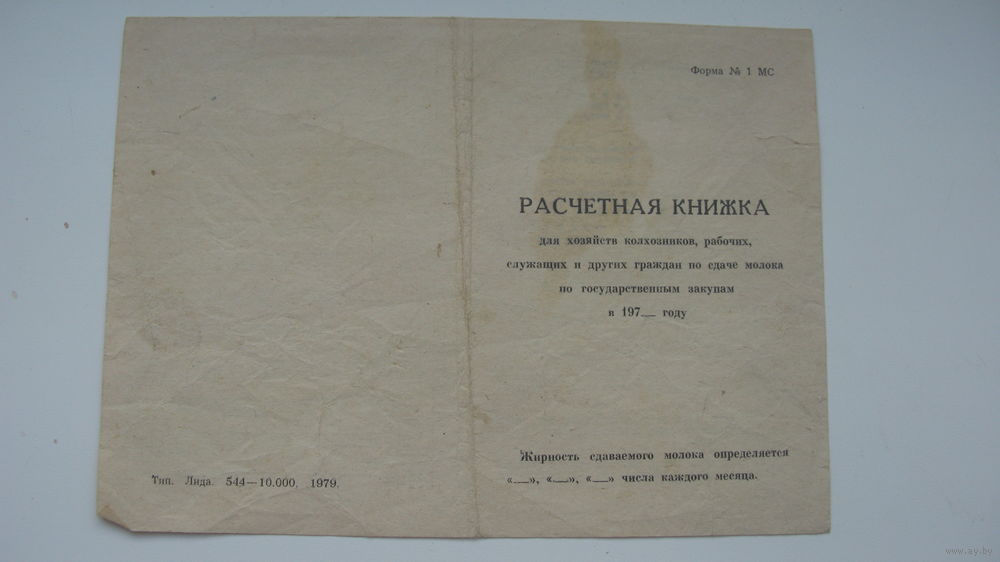 Форма № 1 МС
РАСЧЕТНАЯ КНИЖКА
для хозяйств колхозников, рабочих,
служащих и других граждан по сдаче молока
по государственным закупам
в 197__ году
Жирность сдаваемого молока определяется
«__», «__», «__» числа каждого месяца.
Тип. Лида. 544—10.000. 1979.
www.ay.by